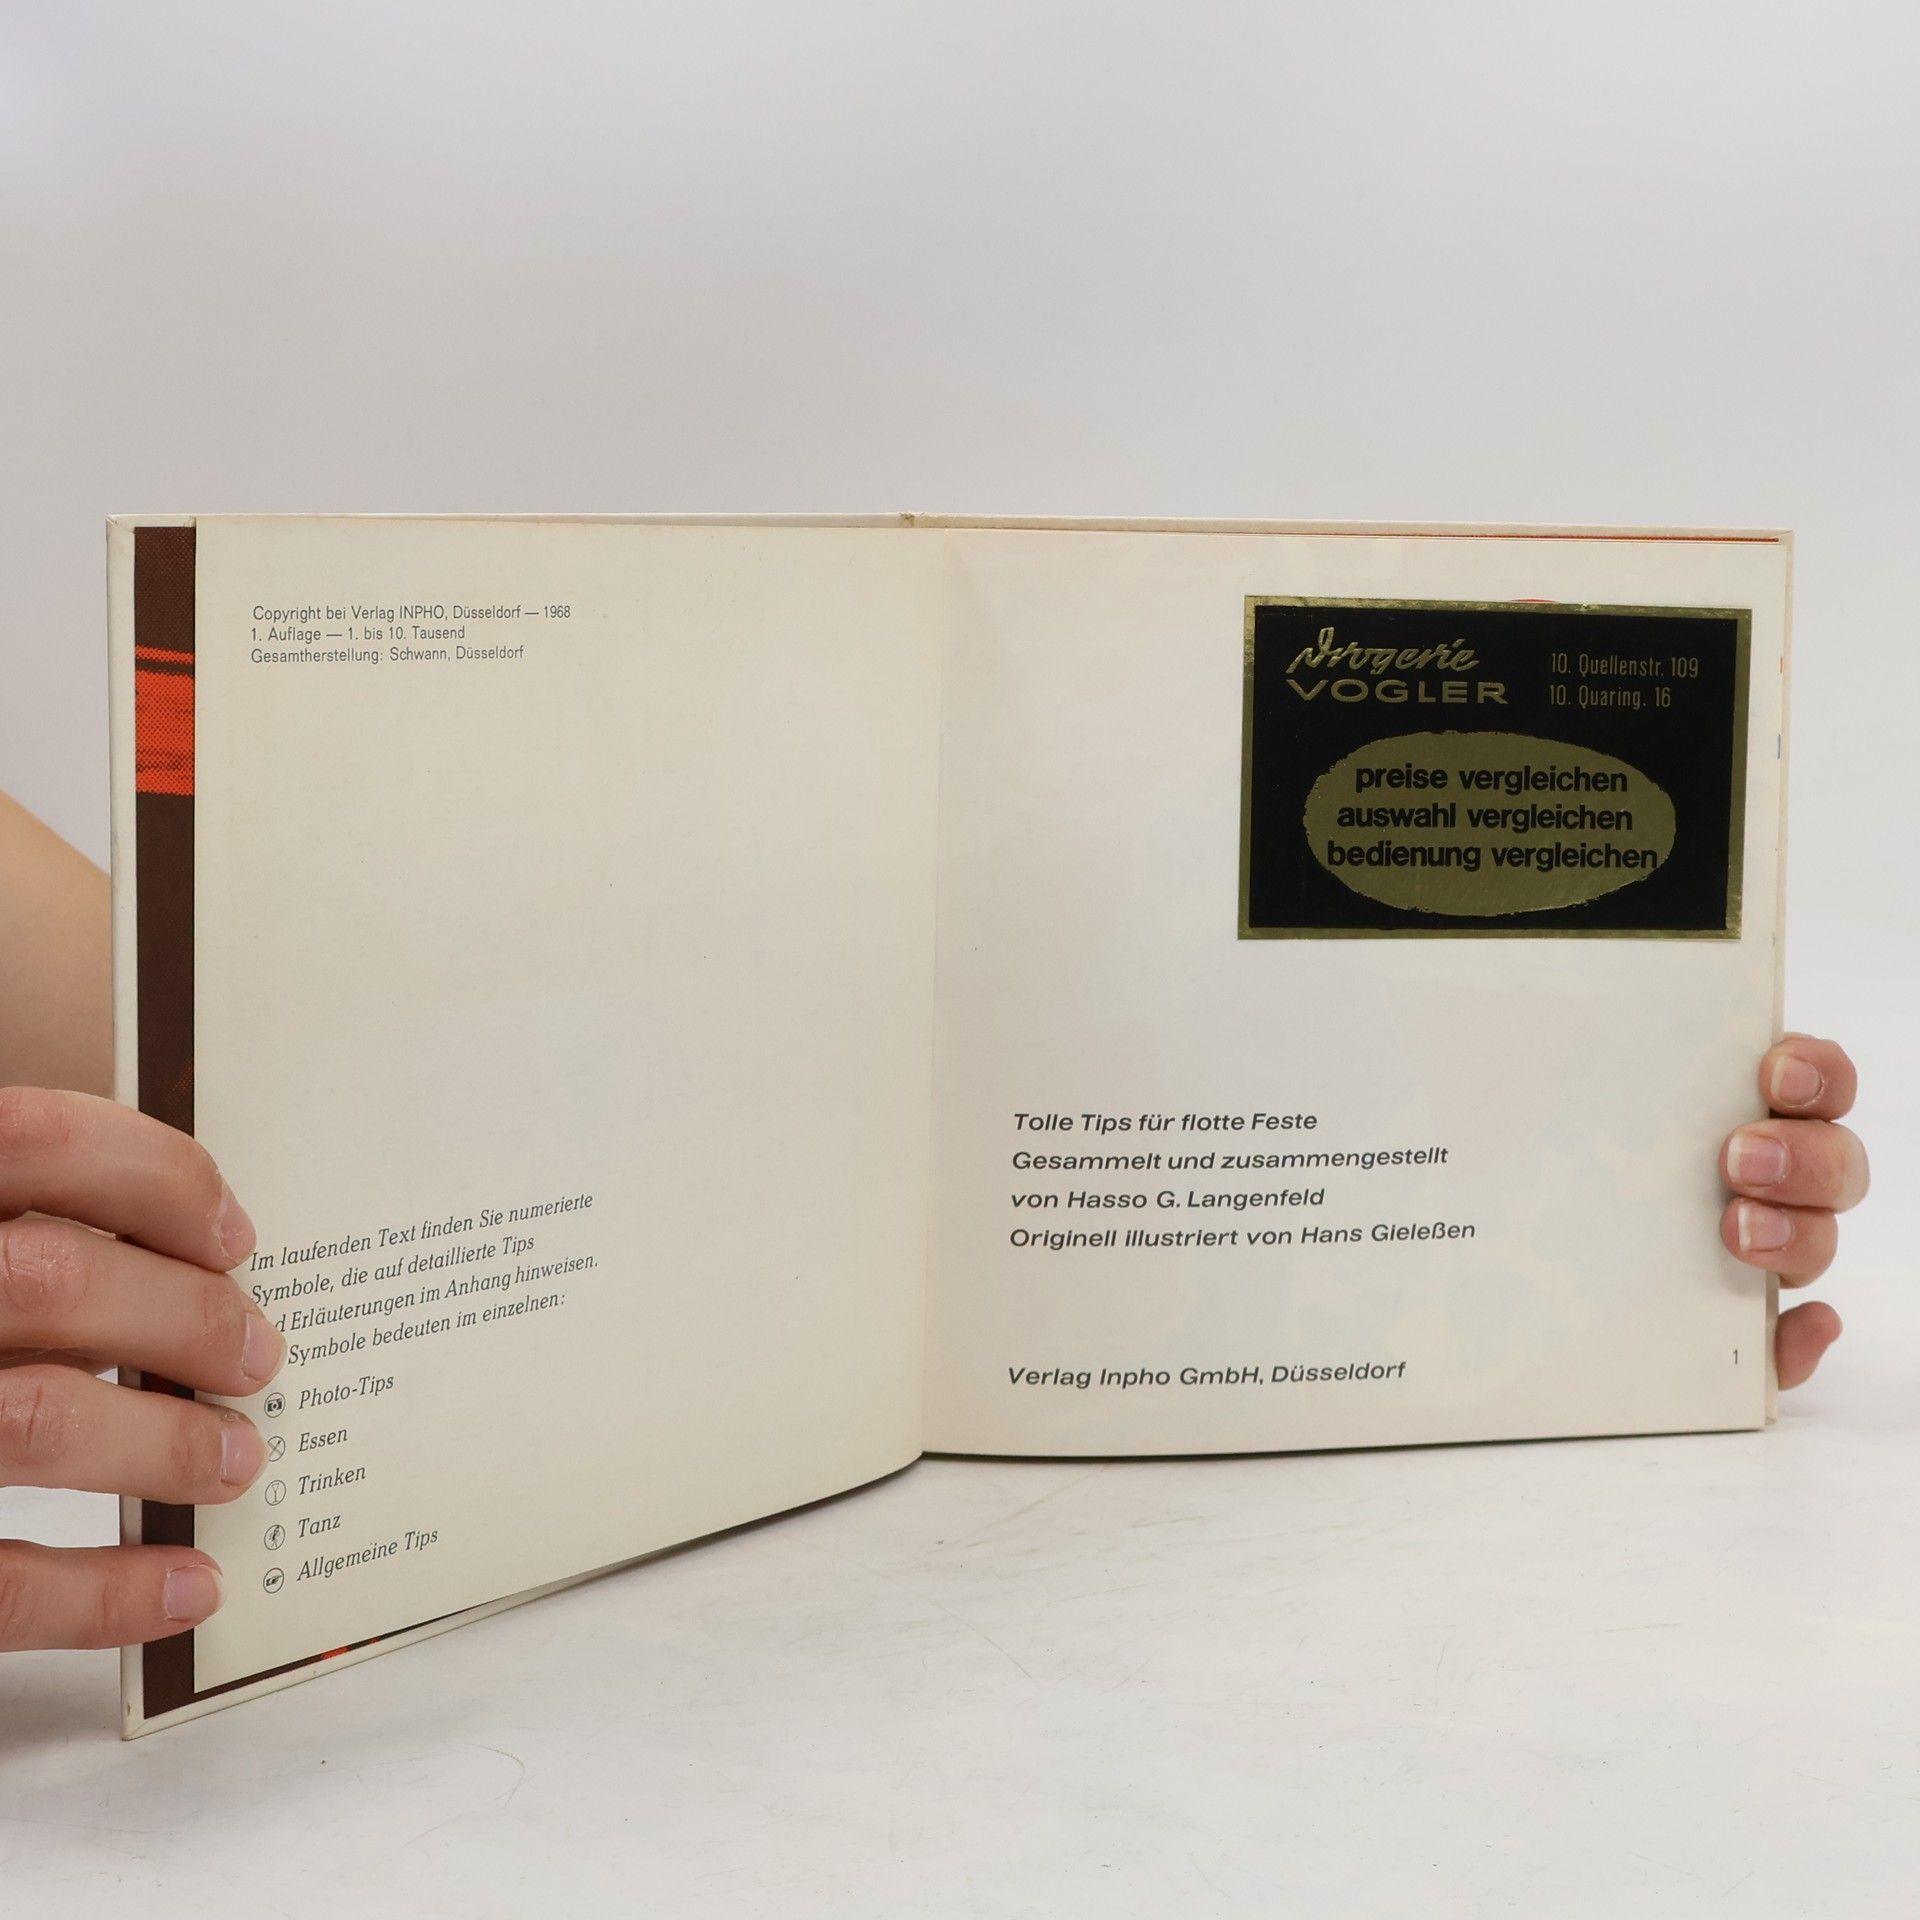 Copyright bei Verlag INPHO, Düsseldorf — 1968
1. Auflage — 1. bis 10. Tausend
Gesamtherstellung: Schwann, Düsseldorf
Im laufenden Text finden Sie numerierte
Symbole, die auf detaillierte Tips
d Erläuterungen im Anhang hinweisen.
Symbole bedeuten im einzelnen:
Photo-Tips
Essen
Trinken
Tanz
Allgemeine Tips
Drogerie
VOGLER
10. Quellenstr. 109
10. Quaring. 16
preise vergleichen
auswahl vergleichen
bedienung vergleichen
Tolle Tips für flotte Feste
Gesammelt und zusammengestellt
von Hasso G. Langenfeld
Originell illustriert von Hans Gieleßen
Verlag Inpho GmbH, Düsseldorf
1